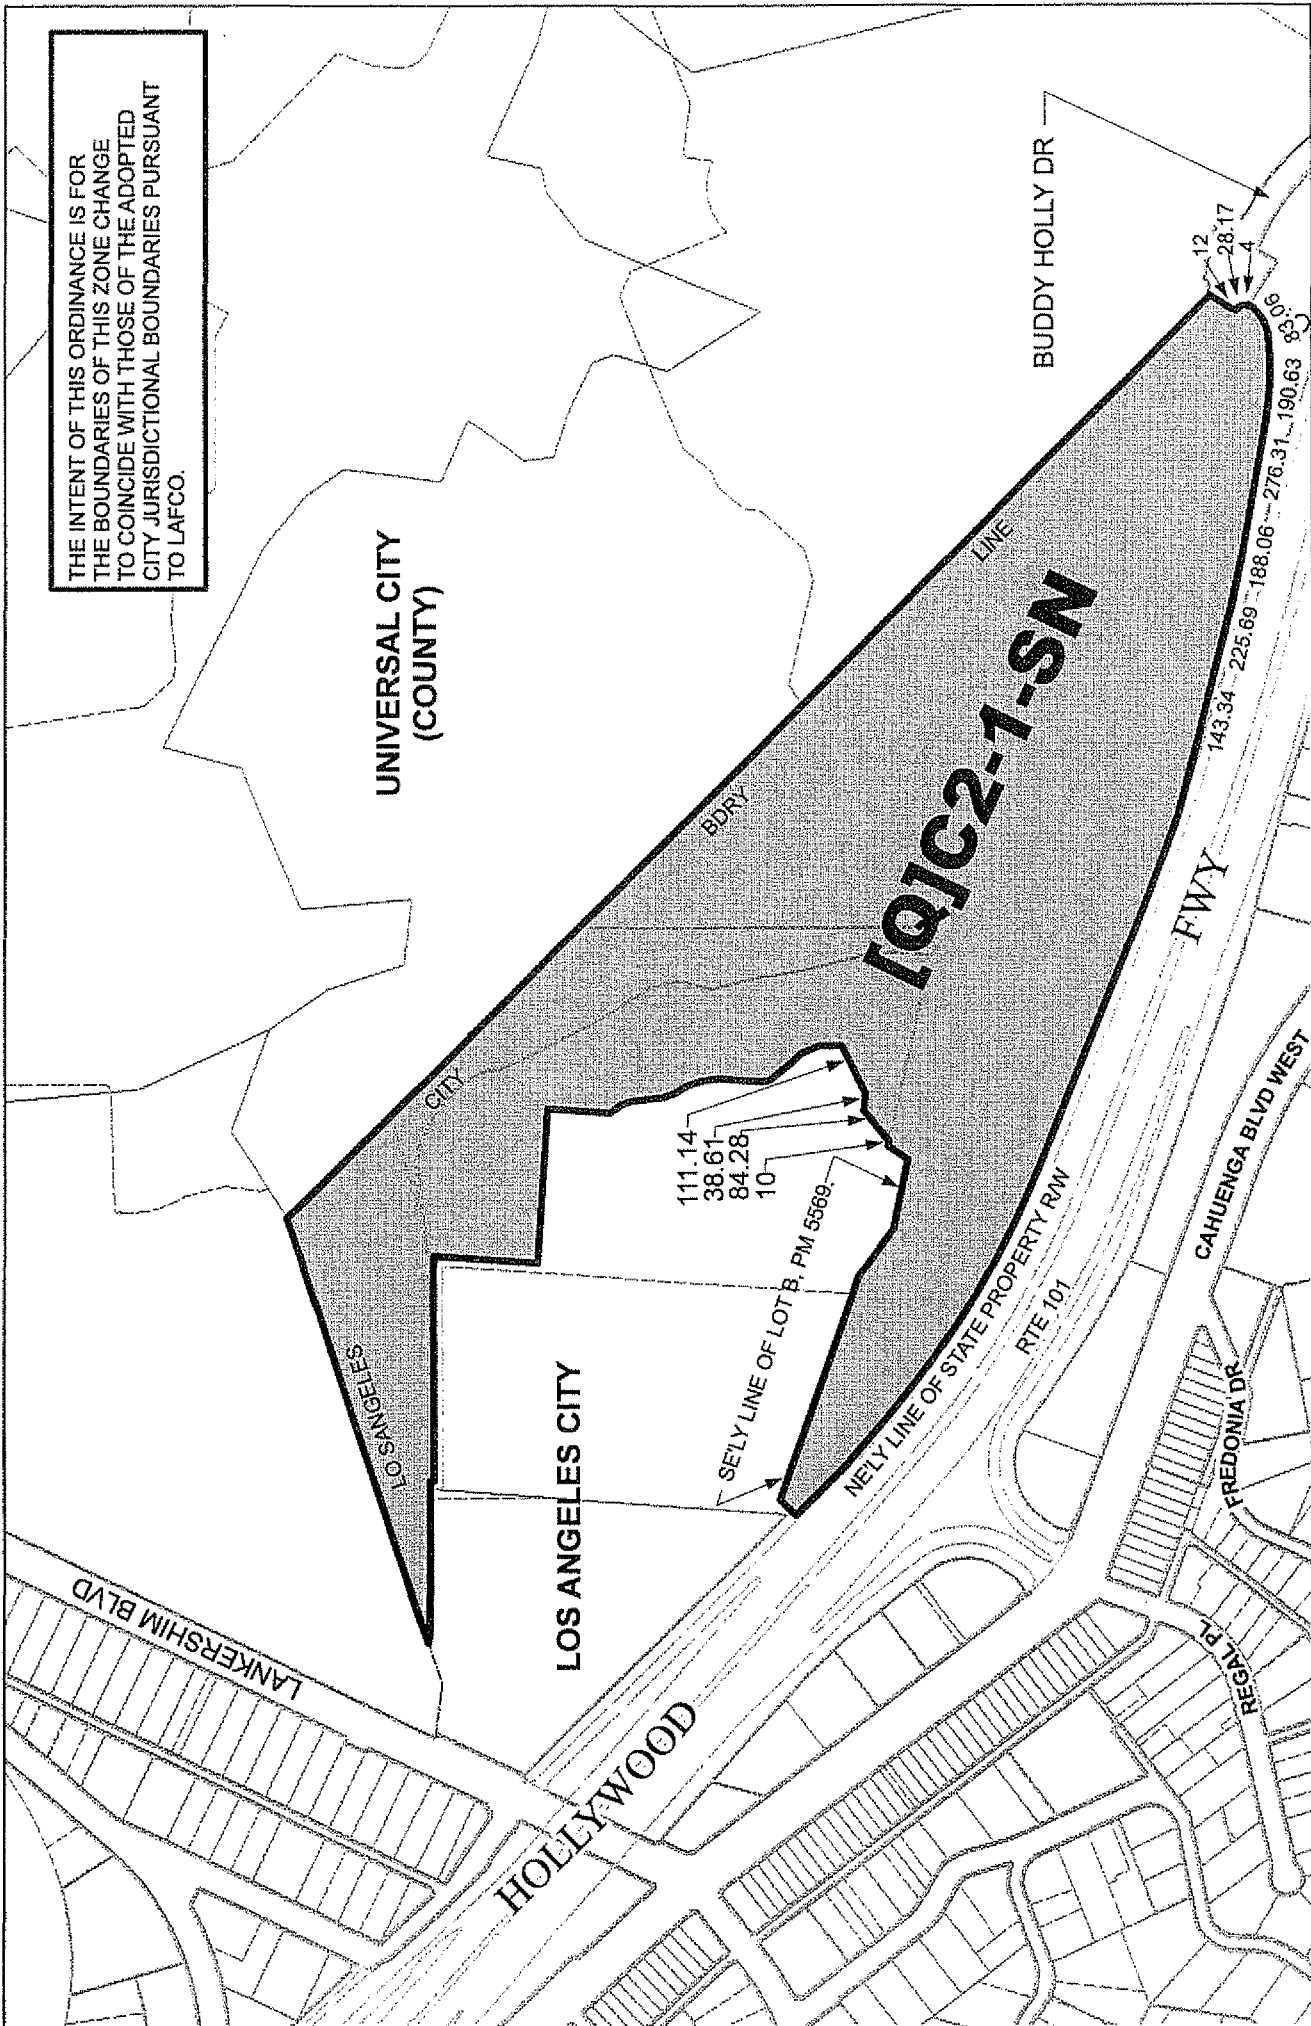 THE INTENT OF THIS ORDINANCE IS FOR
THE BOUNDARIES OF THIS ZONE CHANGE
TO COINCIDE WITH THOSE OF THE ADOPTED
CITY JURISDICTIONAL BOUNDARIES PURSUANT
TO LAFCO.
UNIVERSAL CITY
(COUNTY)
LANKERSHIM BLVD
LO SANGELES
CITY
BDRY
LINE
LOS ANGELES CITY
111.14
38.61
84.28
10
SE'LY LINE OF LOT B, PM 5569.
[Q]C2-1-SN
BUDDY HOLLY DR
12
28.17
4
83.06
190.63
276.31
188.06
225.69
143.34
NE'LY LINE OF STATE PROPERTY R/W
RTE 101
HOLLYWOOD
FWY
CAHUENGA BLVD WEST
FREDONIA DR
REGAL PL